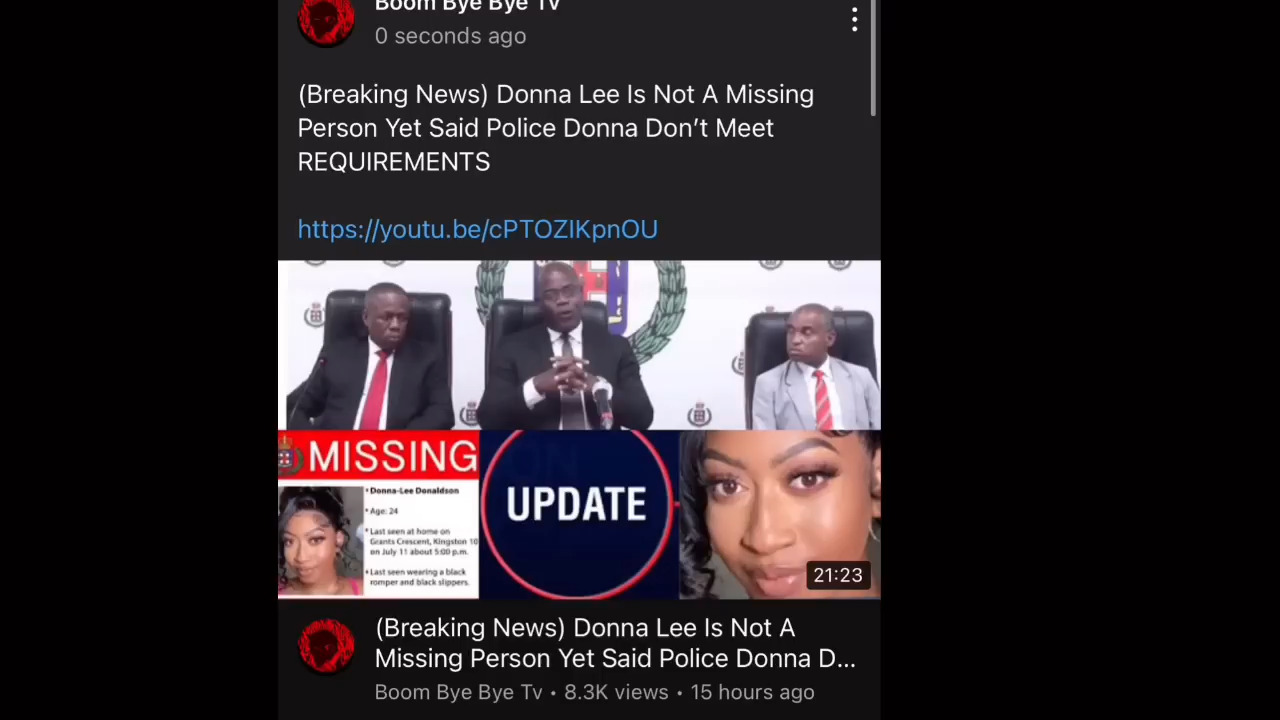 Boom Bye Bye Tv
0 seconds ago
(Breaking News) Donna Lee Is Not A Missing
Person Yet Said Police Donna Don’t Meet
REQUIREMENTS
https://youtu.be/cPTOZIKpnOU
MISSING
• Donna-Lee Donaldson
• Age: 24
• Last seen at home on
Grants Crescent, Kingston 10
on July 11 about 5:00 p.m.
• Last seen wearing a black
romper and black slippers.
UPDATE
21:23
(Breaking News) Donna Lee Is Not A
Missing Person Yet Said Police Donna D...
Boom Bye Bye Tv • 8.3K views • 15 hours ago